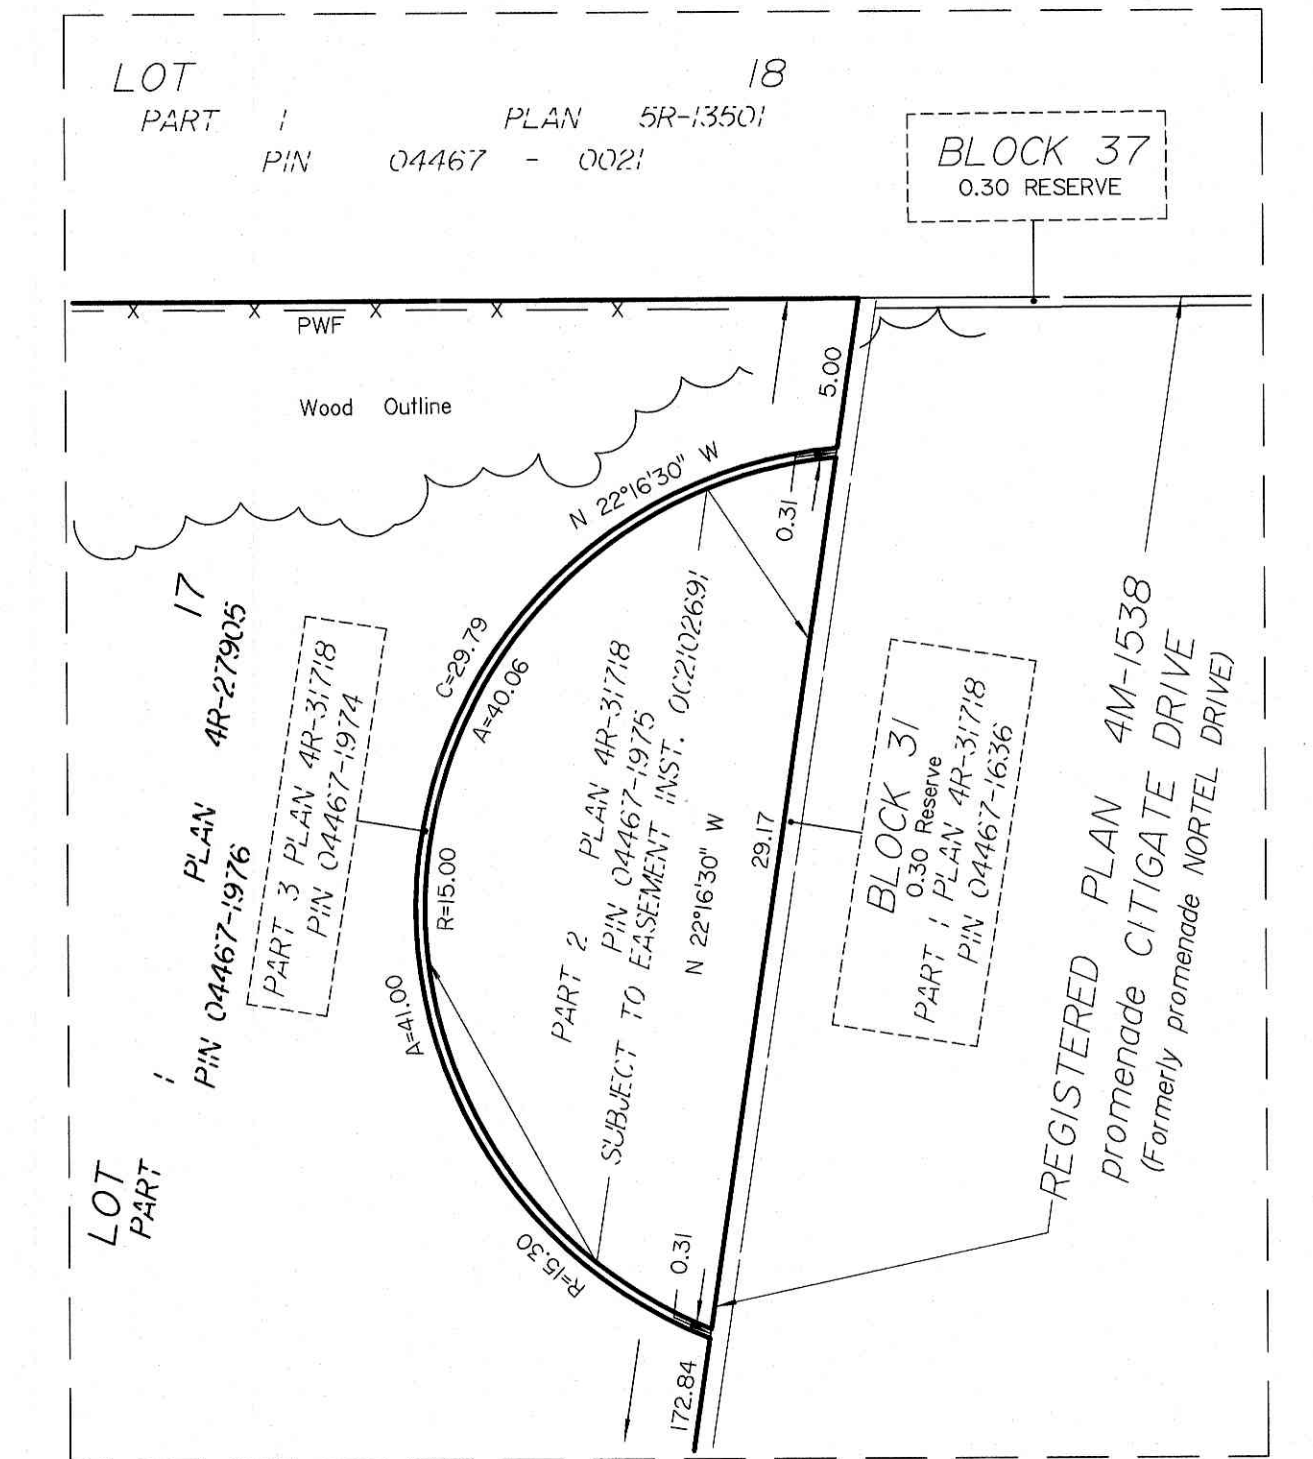 LOT 18
PART 1 PLAN 5R-13501
PIN 04467 - 0021
BLOCK 37
0.30 RESERVE
X X X X X
PWF
Wood Outline
5.00
N 22°16'30" W
0.31
C=29.79
A=40.06
R=15.00
A=41.00
R=15.30
0.31
172.84
LOT 17
PART 1 PLAN 4R-27905
PIN 04467-1976
PART 3 PLAN 4R-31718
PIN 04467-1974
PART 2 PLAN 4R-31718
PIN 04467-1975
SUBJECT TO EASEMENT INST. OC2102691
N 22°16'30" W
29.17
BLOCK 31
0.30 Reserve
PART 1 PLAN 4R-31718
PIN 04467-1636
REGISTERED PLAN 4M-1538
promenade CITIGATE DRIVE
(Formerly promenade NORTEL DRIVE)